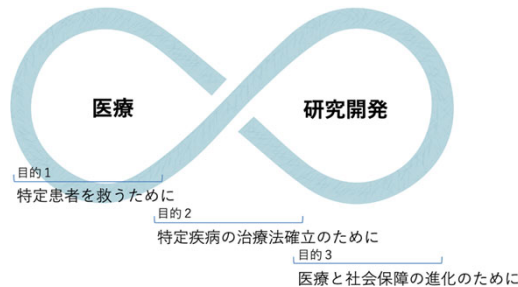 医療
研究開発
目的1
特定患者を救うために
目的2
特定疾病の治療法確立のために
目的3
医療と社会保障の進化のために